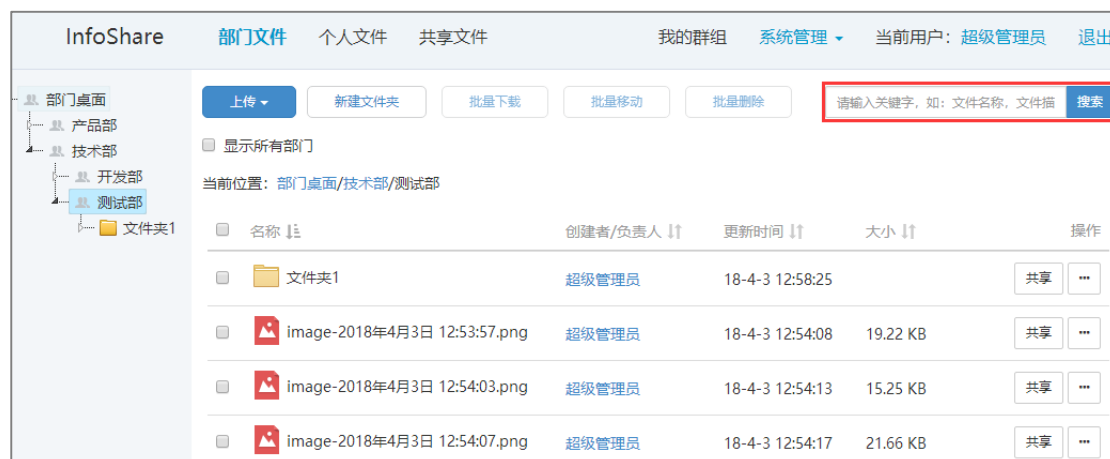 InfoShare 部门文件 个人文件 共享文件 我的群组 系统管理 当前用户：超级管理员 退出
部门桌面
产品部
技术部
开发部
测试部
文件夹1
上传 新建文件夹 批量下载 批量移动 批量删除 请输入关键字，如：文件名称，文件描 搜索
显示所有部门
当前位置：部门桌面/技术部/测试部
名称 创建者/负责人 更新时间 大小 操作
文件夹1 超级管理员 18-4-3 12:58:25 共享 ...
image-2018年4月3日 12:53:57.png 超级管理员 18-4-3 12:54:08 19.22 KB 共享 ...
image-2018年4月3日 12:54:03.png 超级管理员 18-4-3 12:54:13 15.25 KB 共享 ...
image-2018年4月3日 12:54:07.png 超级管理员 18-4-3 12:54:17 21.66 KB 共享 ...